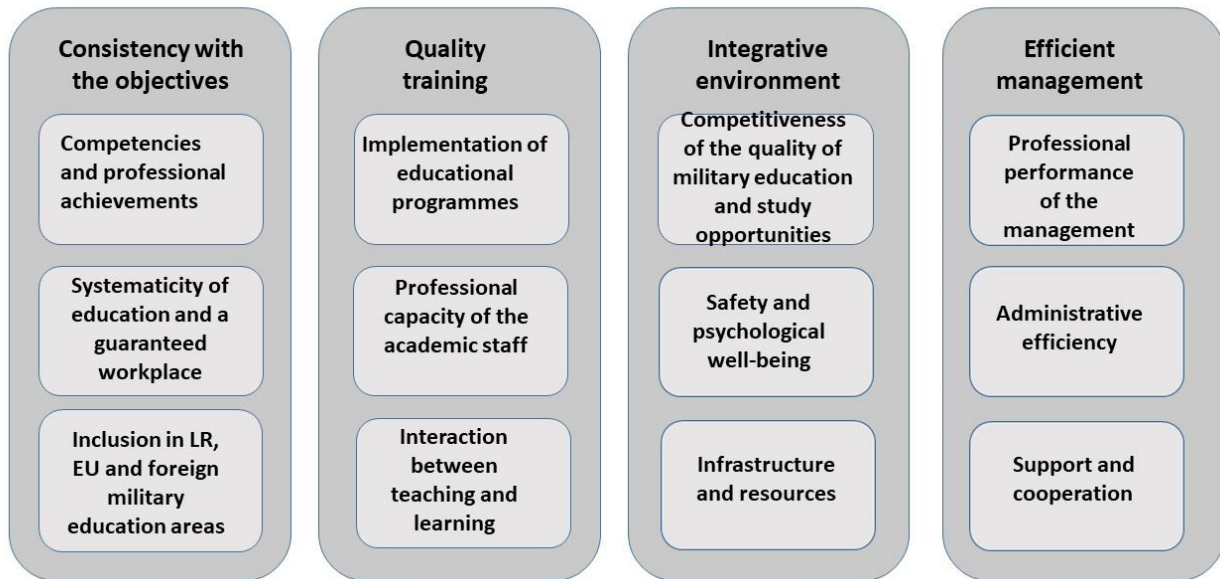 Consistency with
the objectives
Competencies
and professional
achievements
Systematicity of
education and a
guaranteed
workplace
Inclusion in LR,
EU and foreign
military
education areas
Quality
training
Implementation of
educational
programmes
Professional
capacity of the
academic staff
Interaction
between
teaching and
learning
Integrative
environment
Competitiveness
of the quality of
military education
and study
opportunities
Safety and
psychological
well-being
Infrastructure
and resources
Efficient
management
Professional
performance
of the
management
Administrative
efficiency
Support and
cooperation